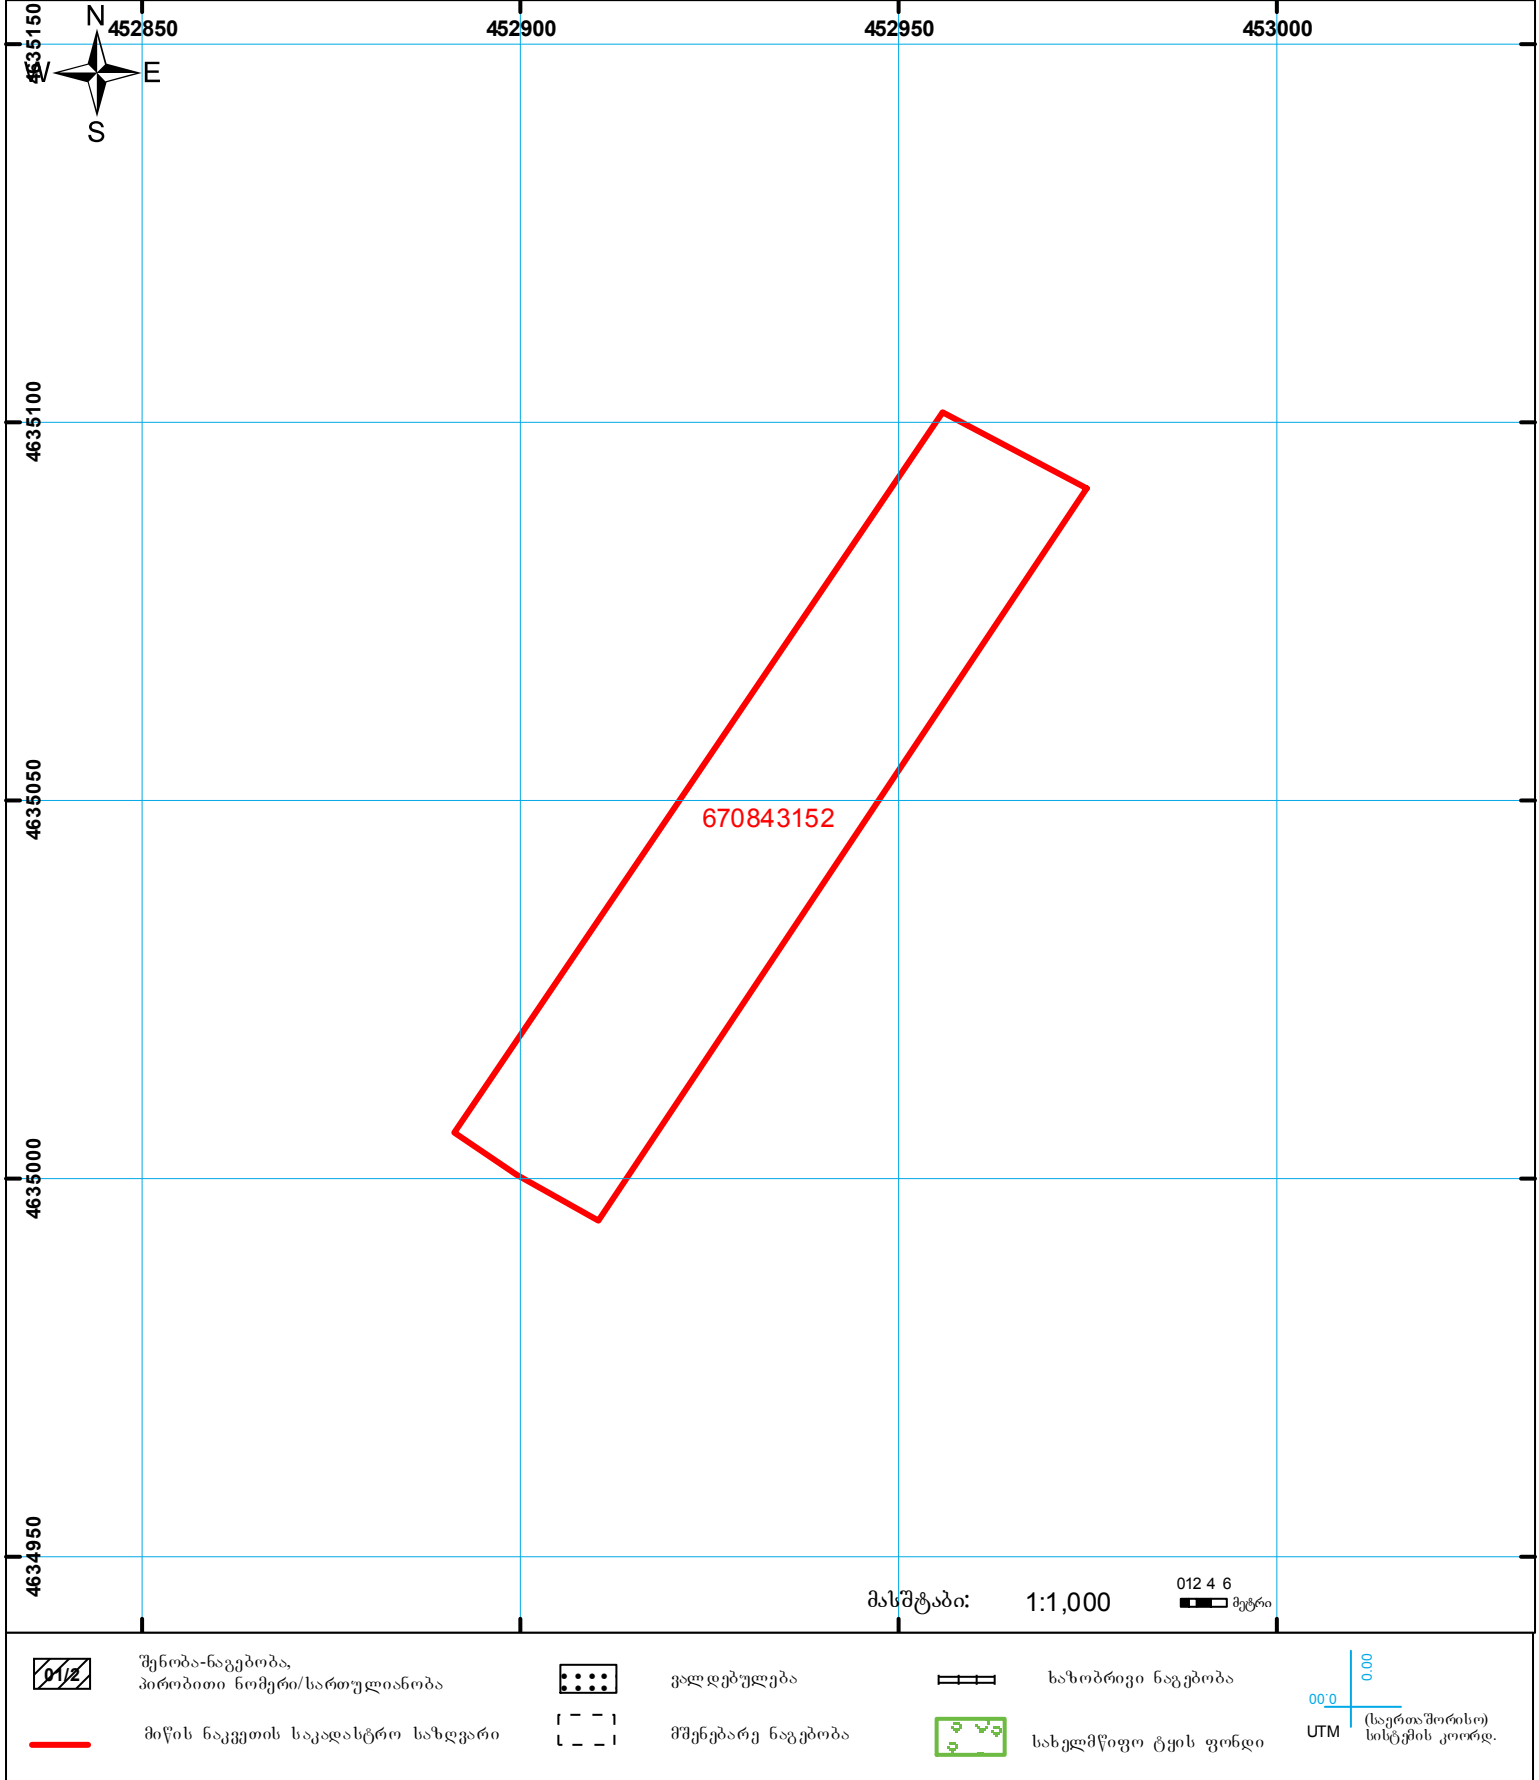 N
452850
452900
452950
453000
4635150
W
E
S
4635100
4635050
670843152
4635000
4634950
მასშტაბი:
1:1,000
012 4 6
მეტრი
01/2
შენობა-ნაგებობა,
პირობითი ნომერი/სართულიანობა
ვალდებულება
ხაზობრივი ნაგებობა
0.00
0.00
UTM
(საერთაშორისო)
სისტემის კოორდ.
მიწის ნაკვეთის საკადასტრო საზღვარი
მშენებარე ნაგებობა
სახელმწიფო ტყის ფონდი